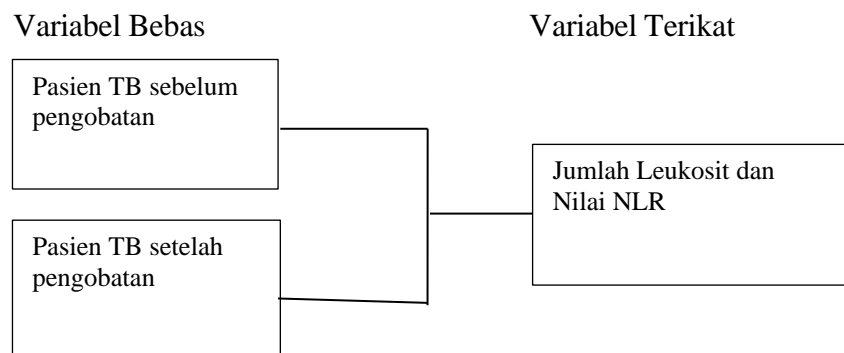 Variabel Bebas
Variabel Terikat
Pasien TB sebelum
pengobatan
Jumlah Leukosit dan
Nilai NLR
Pasien TB setelah
pengobatan